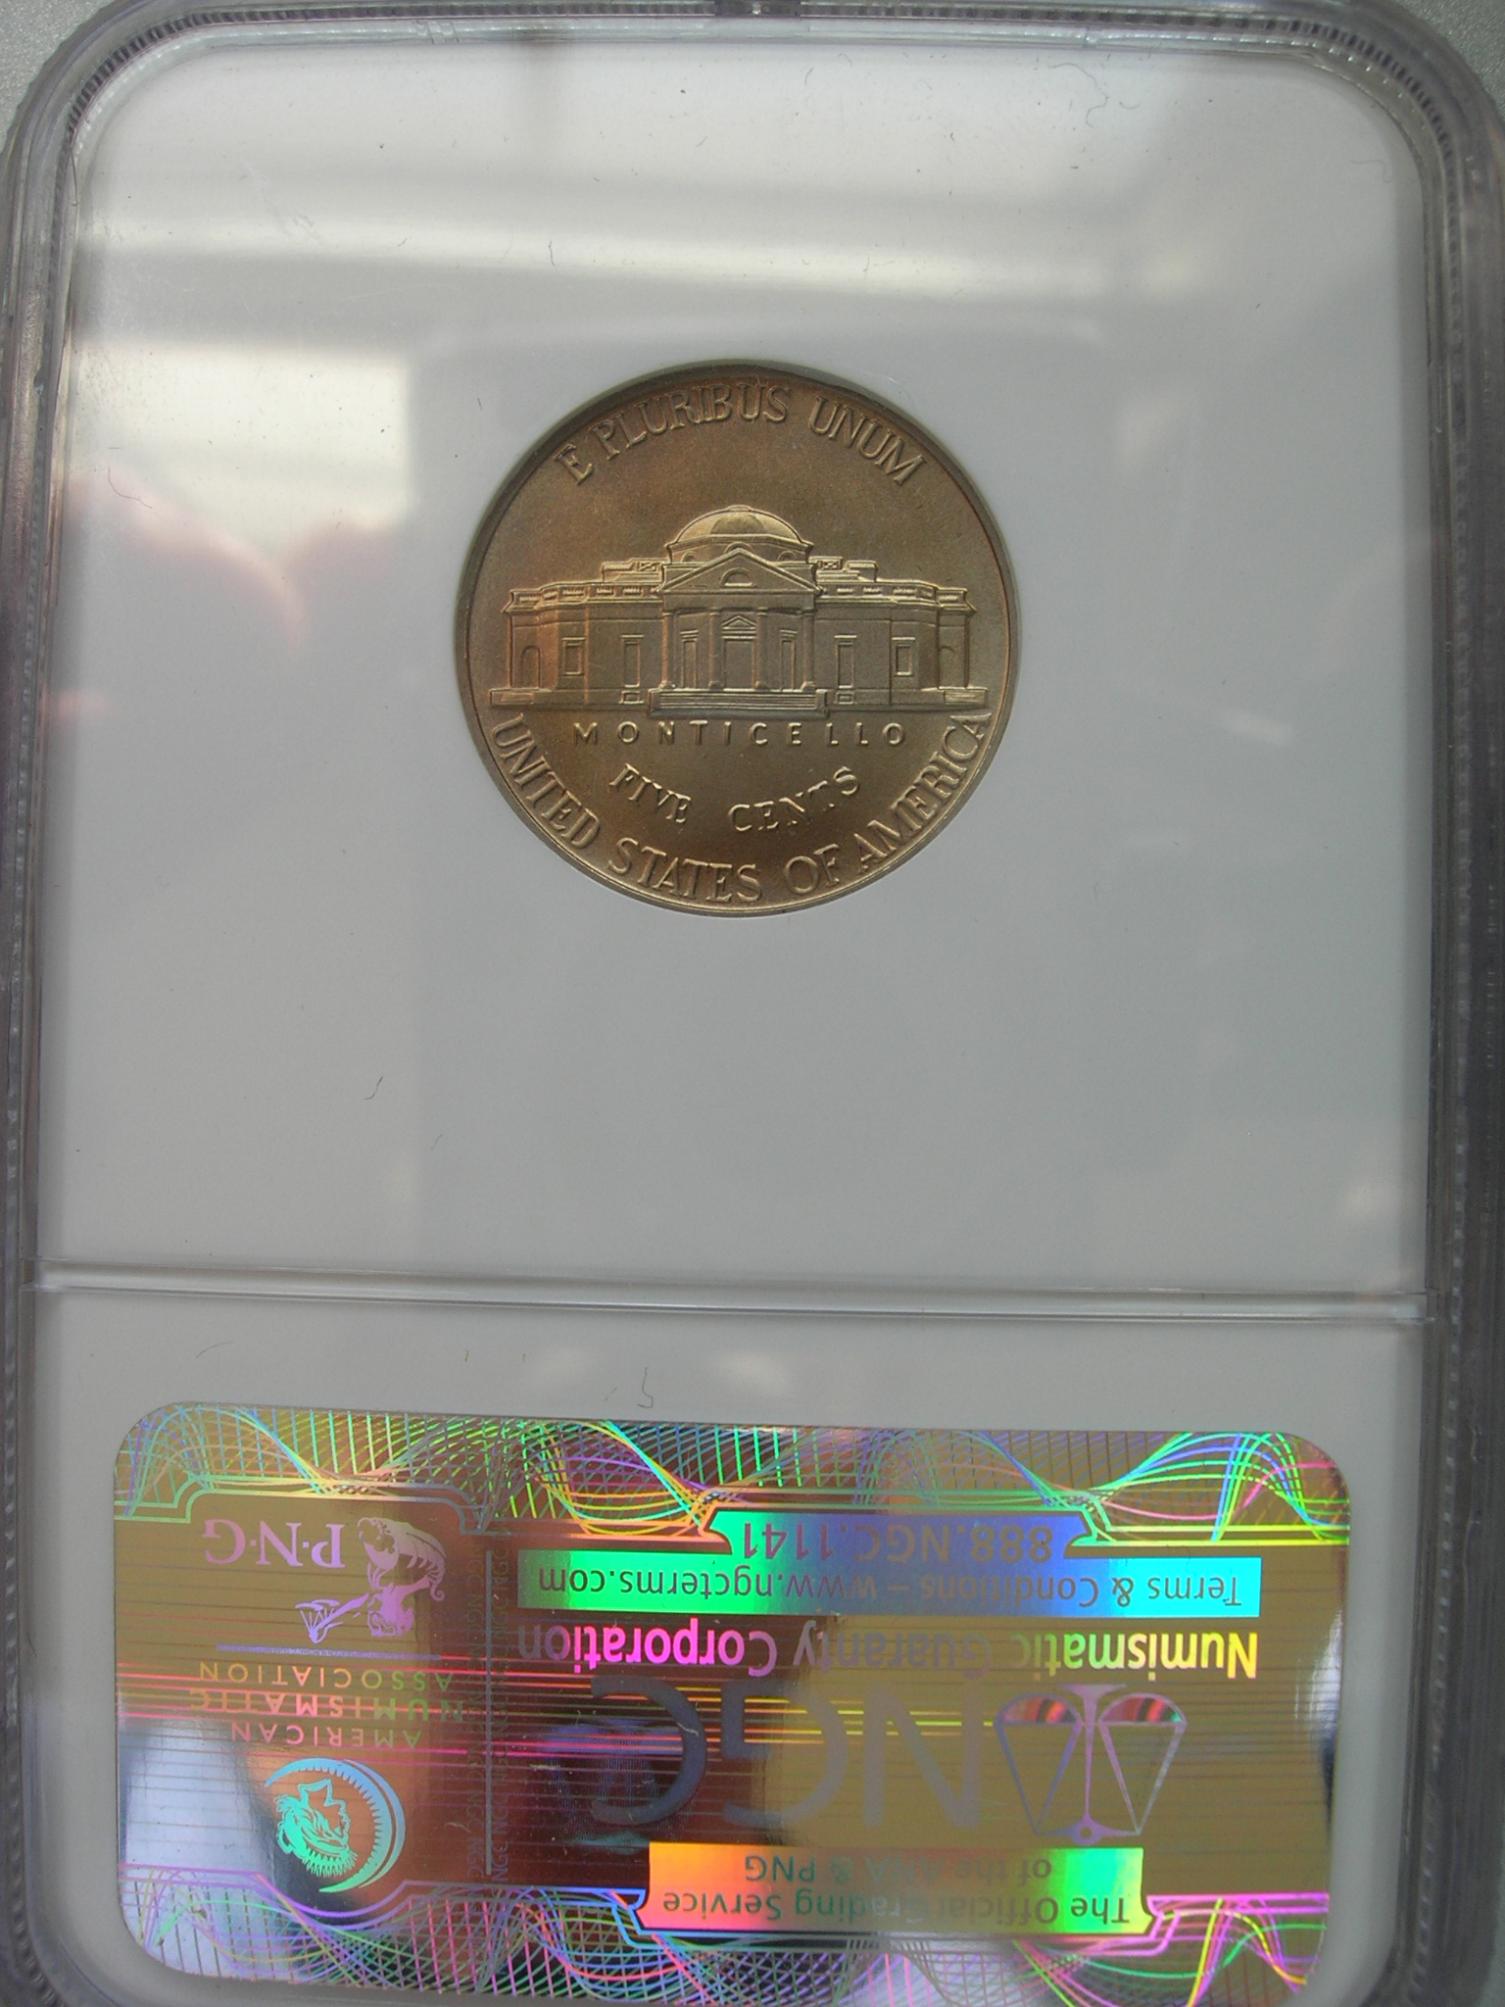 E PLURIBUS UNUM
MONTICELLO
FIVE CENTS
UNITED STATES OF AMERICA
The Official Grading Service
of the ANA & PNG
NGC
Numismatic Guaranty Corporation
Terms & Conditions – www.ngcterms.com
888.NGC.1141
AMERICAN
NUMISMATIC
ASSOCIATION
P·N·G